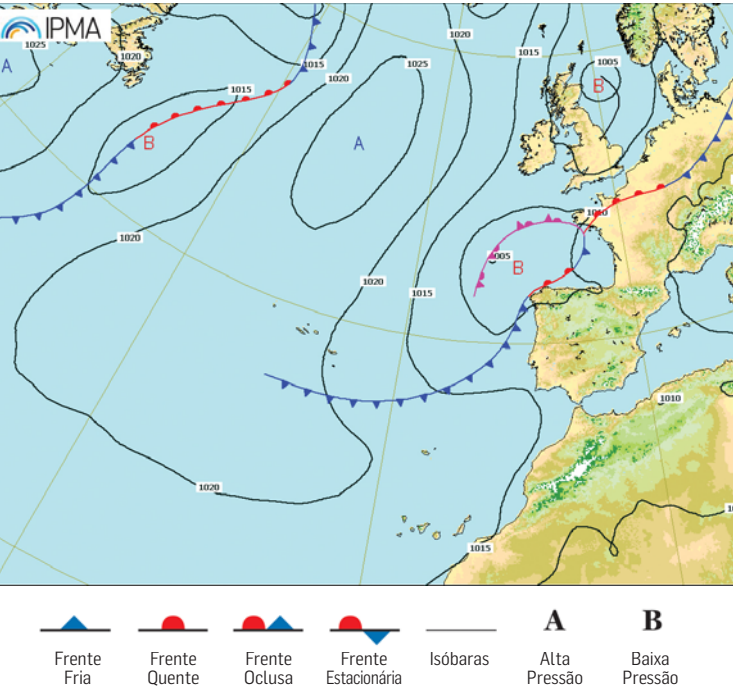 IPMA
1025
A
1020
1015
1020
1015
B
1025
A
1020
1015
1005
B
1010
1005
B
1020
1020
1015
1010
1020
1015
A
B
Frente
Fria
Frente
Quente
Frente
Oclusa
Frente
Estacionária
Isóbaras
Alta
Pressão
Baixa
Pressão